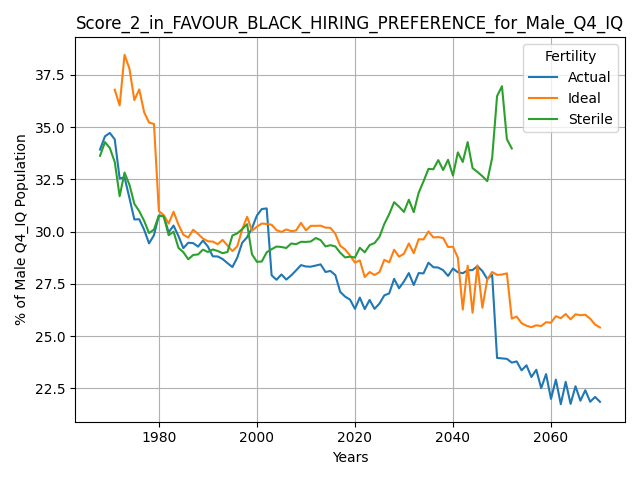 Score_2_in_FAVOUR_BLACK_HIRING_PREFERENCE_for_Male_Q4_IQ
Fertility
Actual
Ideal
Sterile
% of Male Q4_IQ Population
37.5
35.0
32.5
30.0
27.5
25.0
22.5
1980
2000
2020
2040
2060
Years